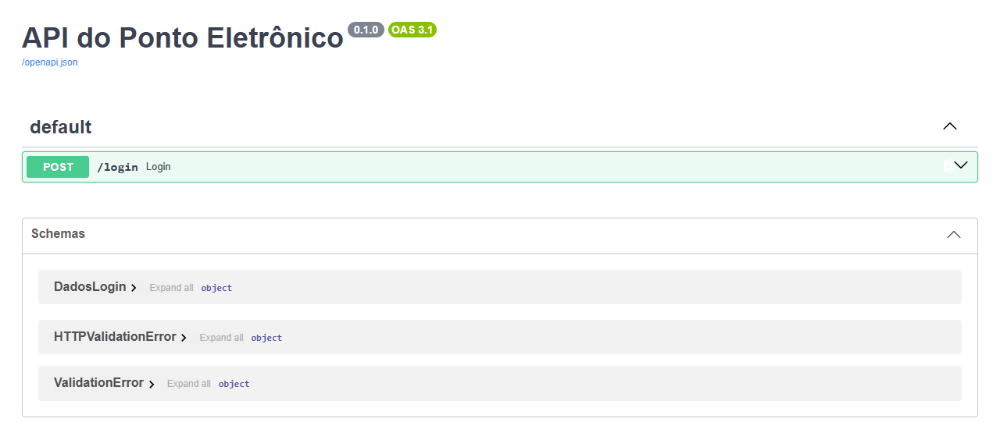 API do Ponto Eletrônico 0.1.0 OAS 3.1
/openapi.json
default
POST /login Login
Schemas
DadosLogin Expand all object
HTTPValidationError Expand all object
ValidationError Expand all object